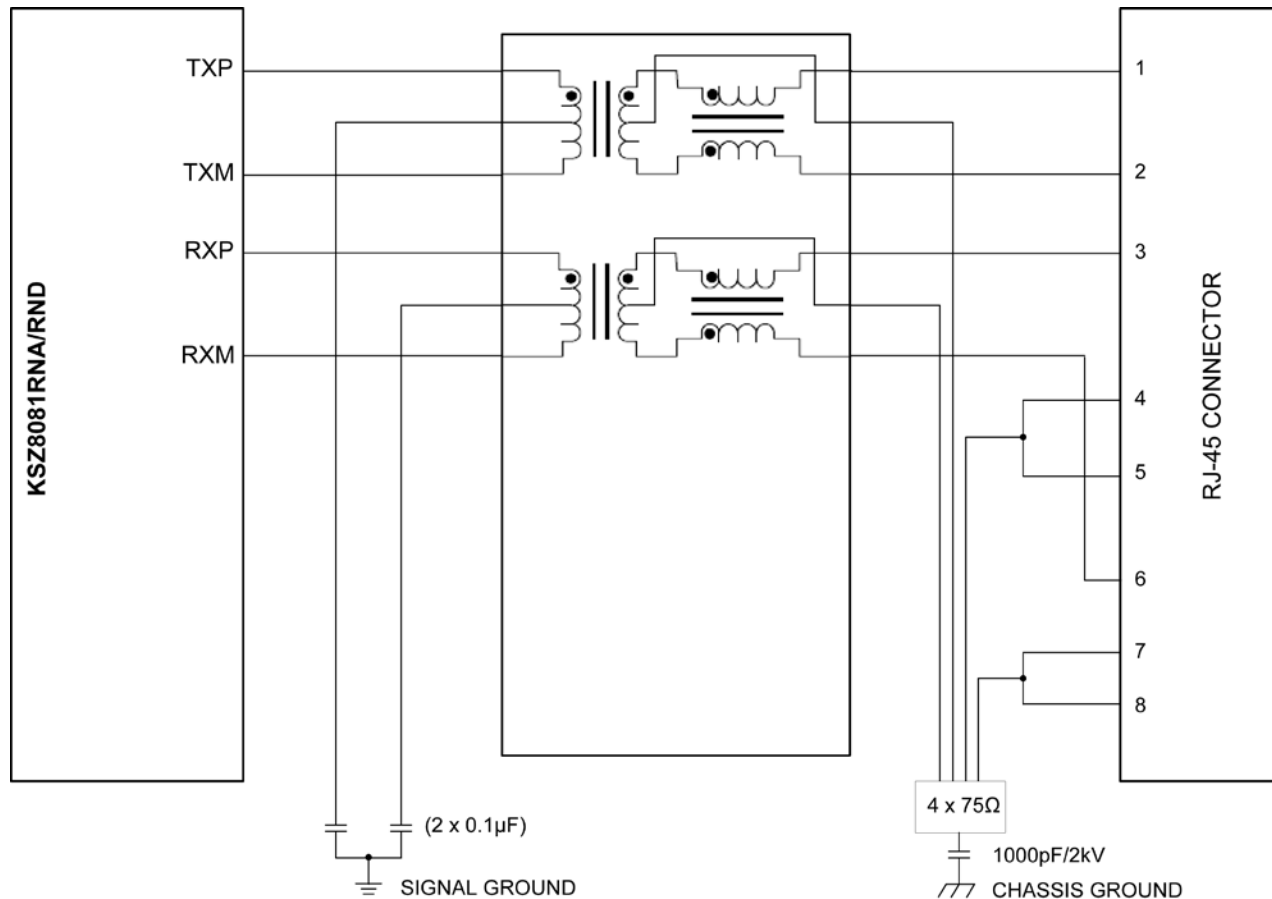 KSZ8081RNA/RND
TXP
TXM
RXP
RXM
1
2
3
4
5
6
7
8
RJ-45 CONNECTOR
(2 x 0.1µF)
SIGNAL GROUND
4 x 75Ω
1000pF/2kV
CHASSIS GROUND